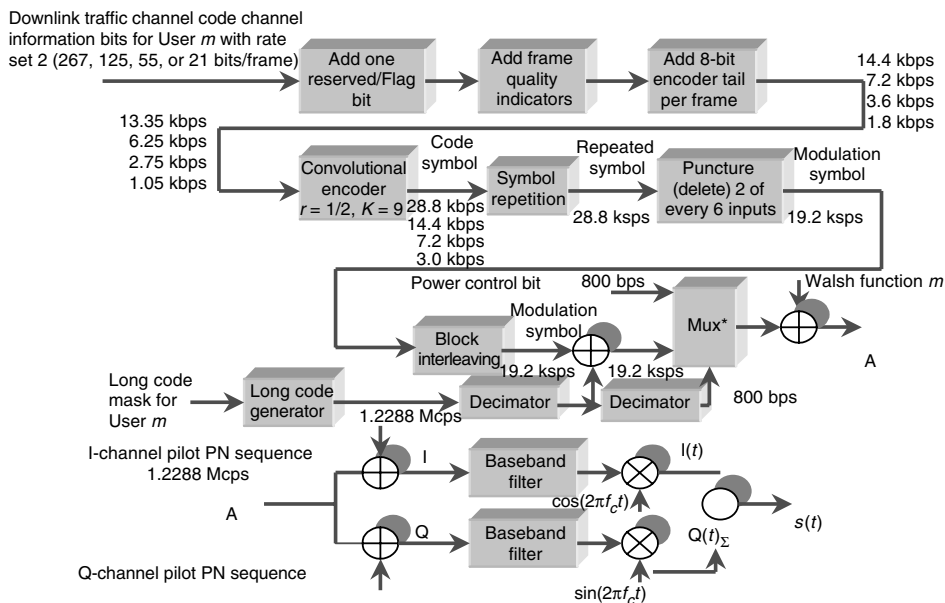 Downlink traffic channel code channel
information bits for User m with rate
set 2 (267, 125, 55, or 21 bits/frame)
Add one
reserved/Flag
bit
Add frame
quality
indicators
Add 8-bit
encoder tail
per frame
14.4 kbps
7.2 kbps
3.6 kbps
1.8 kbps
13.35 kbps
6.25 kbps
2.75 kbps
1.05 kbps
Convolutional
encoder
r = 1/2, K = 9
Code
symbol
28.8 kbps
14.4 kbps
7.2 kbps
3.0 kbps
Symbol
repetition
Repeated
symbol
28.8 ksps
Puncture
(delete) 2 of
every 6 inputs
Modulation
symbol
19.2 ksps
Power control bit
800 bps
Walsh function m
Block
interleaving
Modulation
symbol
19.2 ksps
19.2 ksps
Mux*
A
Long code
mask for
User m
Long code
generator
1.2288 Mcps
Decimator
Decimator
800 bps
I-channel pilot PN sequence
1.2288 Mcps
I
Baseband
filter
cos(2πfct)
I(t)
A
s(t)
Q
Baseband
filter
Q(t)Σ
Q-channel pilot PN sequence
sin(2πfct)